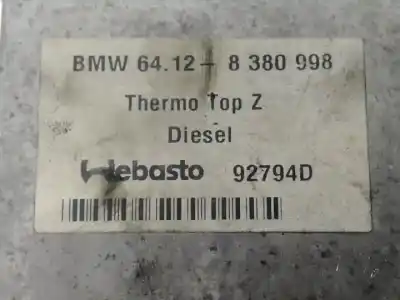 BMW 64.12 - 8 380 998
Thermo Top Z
Diesel
Webasto 92794D